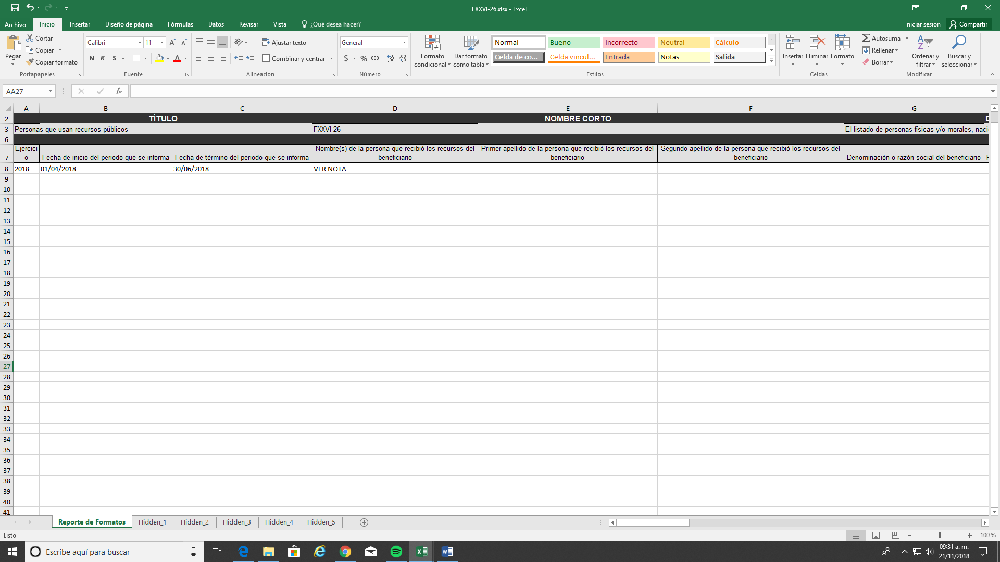 FXXVI-26.xlsx - Excel
Archivo Inicio Insertar Diseño de página Fórmulas Datos Revisar Vista ¿Qué desea hacer? Iniciar sesión Compartir
Pegar Cortar
Copiar
Copiar formato
Portapapeles
Calibri 11
N K S
Fuente
Ajustar texto
Combinar y centrar
Alineación
General
$ % 000
Número
Formato condicional
Dar formato como tabla
Normal Bueno Incorrecto Neutral Cálculo
Celda de co... Celda vincul... Entrada Notas Salida
Estilos
Insertar Eliminar Formato
Celdas
Autosuma
Rellenar
Borrar
Ordenar y filtrar
Buscar y seleccionar
Modificar
AA27 fx
A B C D E F G
2 TÍTULO NOMBRE CORTO D
3 Personas que usan recursos públicos FXXVI-26 El listado de personas físicas y/o morales, naci
6
7 Ejercicio Fecha de inicio del periodo que se informa Fecha de término del periodo que se informa Nombre(s) de la persona que recibió los recursos del beneficiario Primer apellido de la persona que recibió los recursos del beneficiario Segundo apellido de la persona que recibió los recursos del beneficiario Denominación o razón social del beneficiario
8 2018 01/04/2018 30/06/2018 VER NOTA
9
10
11
12
13
14
15
16
17
18
19
20
21
22
23
24
25
26
27
28
29
30
31
32
33
34
35
36
37
38
39
40
41
Reporte de Formatos Hidden_1 Hidden_2 Hidden_3 Hidden_4 Hidden_5
Listo 100 %
Escribe aquí para buscar
09:31 a. m.
21/11/2018